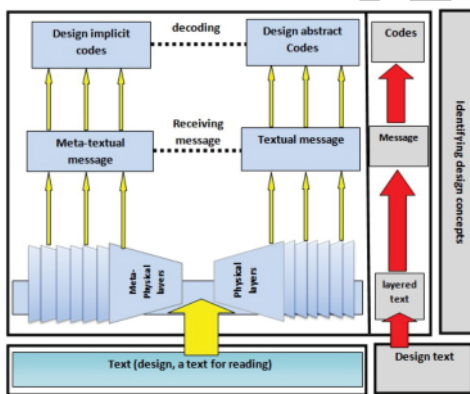 Design implicit
codes
decoding
Design abstract
Codes
Codes
Meta-textual
message
Receiving
message
Textual message
Message
Meta-
Physical
layers
Physical
layers
layered
text
Identifying design concepts
Text (design, a text for reading)
Design text